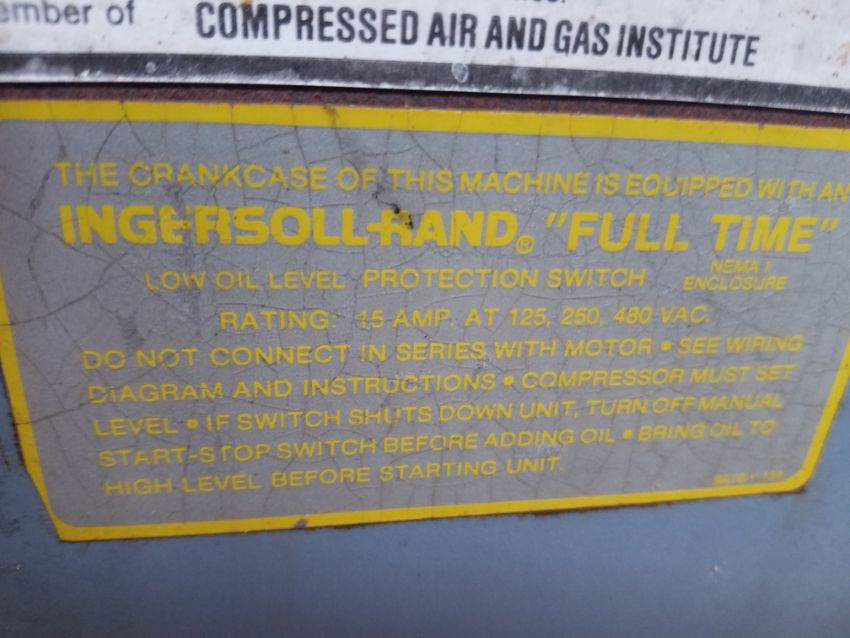 ember of COMPRESSED AIR AND GAS INSTITUTE
THE CRANKCASE OF THIS MACHINE IS EQUIPPED WITH AN
INGERSOLL-RAND® "FULL TIME"
LOW OIL LEVEL PROTECTION SWITCH NEMA 1 ENCLOSURE
RATING: 15 AMP. AT 125, 250, 480 VAC.
DO NOT CONNECT IN SERIES WITH MOTOR • SEE WIRING
DIAGRAM AND INSTRUCTIONS • COMPRESSOR MUST SET
LEVEL • IF SWITCH SHUTS DOWN UNIT, TURN OFF MANUAL
START-STOP SWITCH BEFORE ADDING OIL • BRING OIL TO
HIGH LEVEL BEFORE STARTING UNIT.